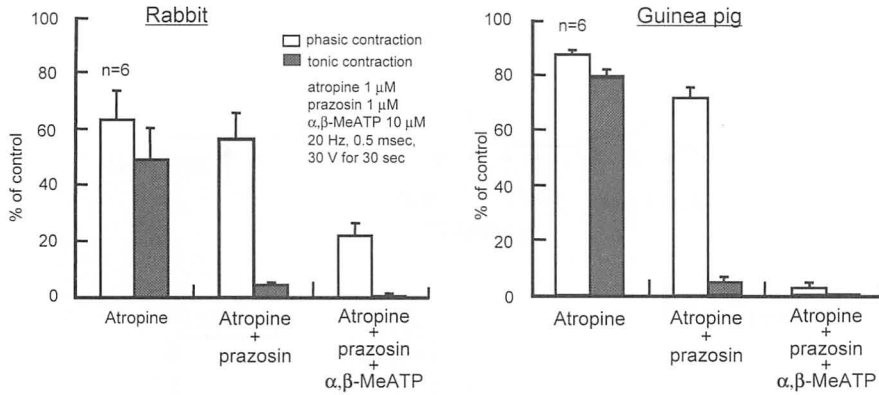 Rabbit
% of control
100
80
60
40
20
0
n=6
phasic contraction
tonic contraction
atropine 1 μM
prazosin 1 μM
α,β-MeATP 10 μM
20 Hz, 0.5 msec,
30 V for 30 sec
Atropine
Atropine
+
prazosin
Atropine
+
prazosin
+
α,β-MeATP
Guinea pig
% of control
100
80
60
40
20
0
n=6
Atropine
Atropine
+
prazosin
Atropine
+
prazosin
+
α,β-MeATP